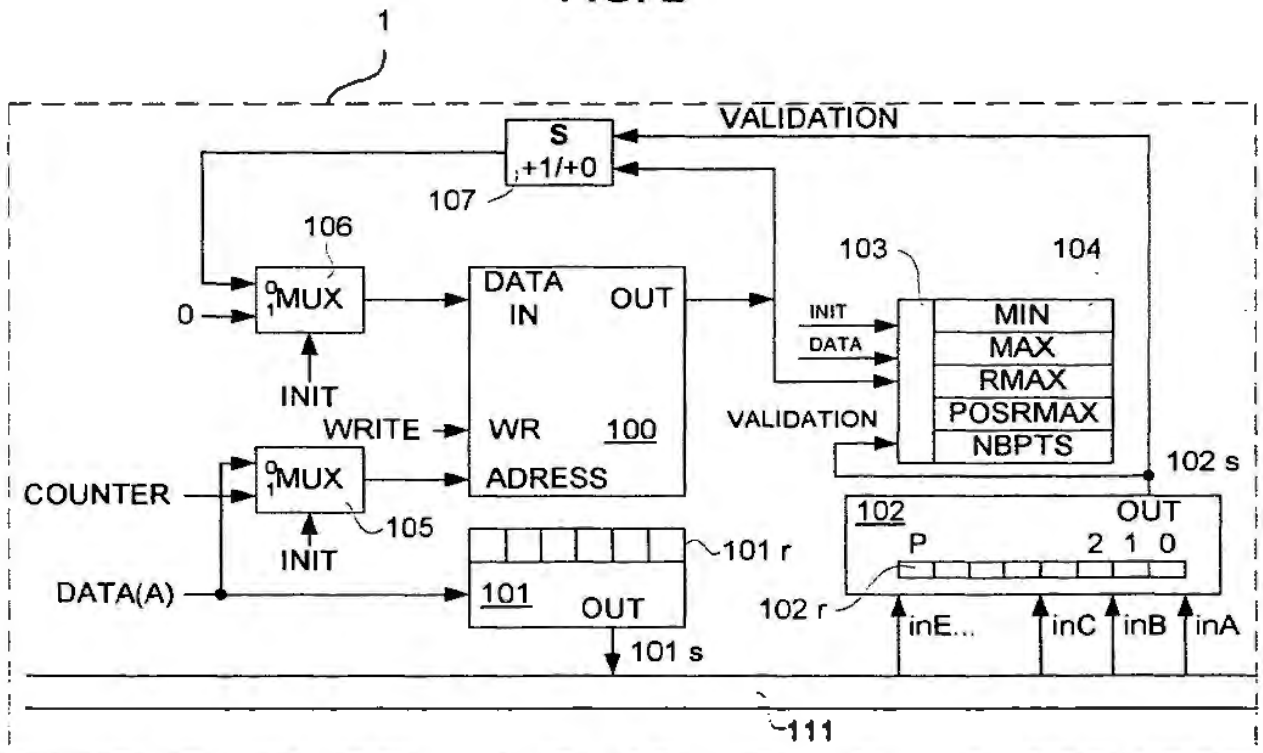 1
VALIDATION
S
+1/+0
107
106
103
104
0
1 MUX
0
DATA
IN
OUT
INIT
DATA
MIN
MAX
RMAX
POSRMAX
NBPTS
INIT
WRITE
WR
100
VALIDATION
0
1 MUX
ADRESS
102 s
COUNTER
105
102
OUT
INIT
101 r
P
2 1 0
DATA(A)
101
OUT
102 r
101 s
inE...
inC
inB
inA
111